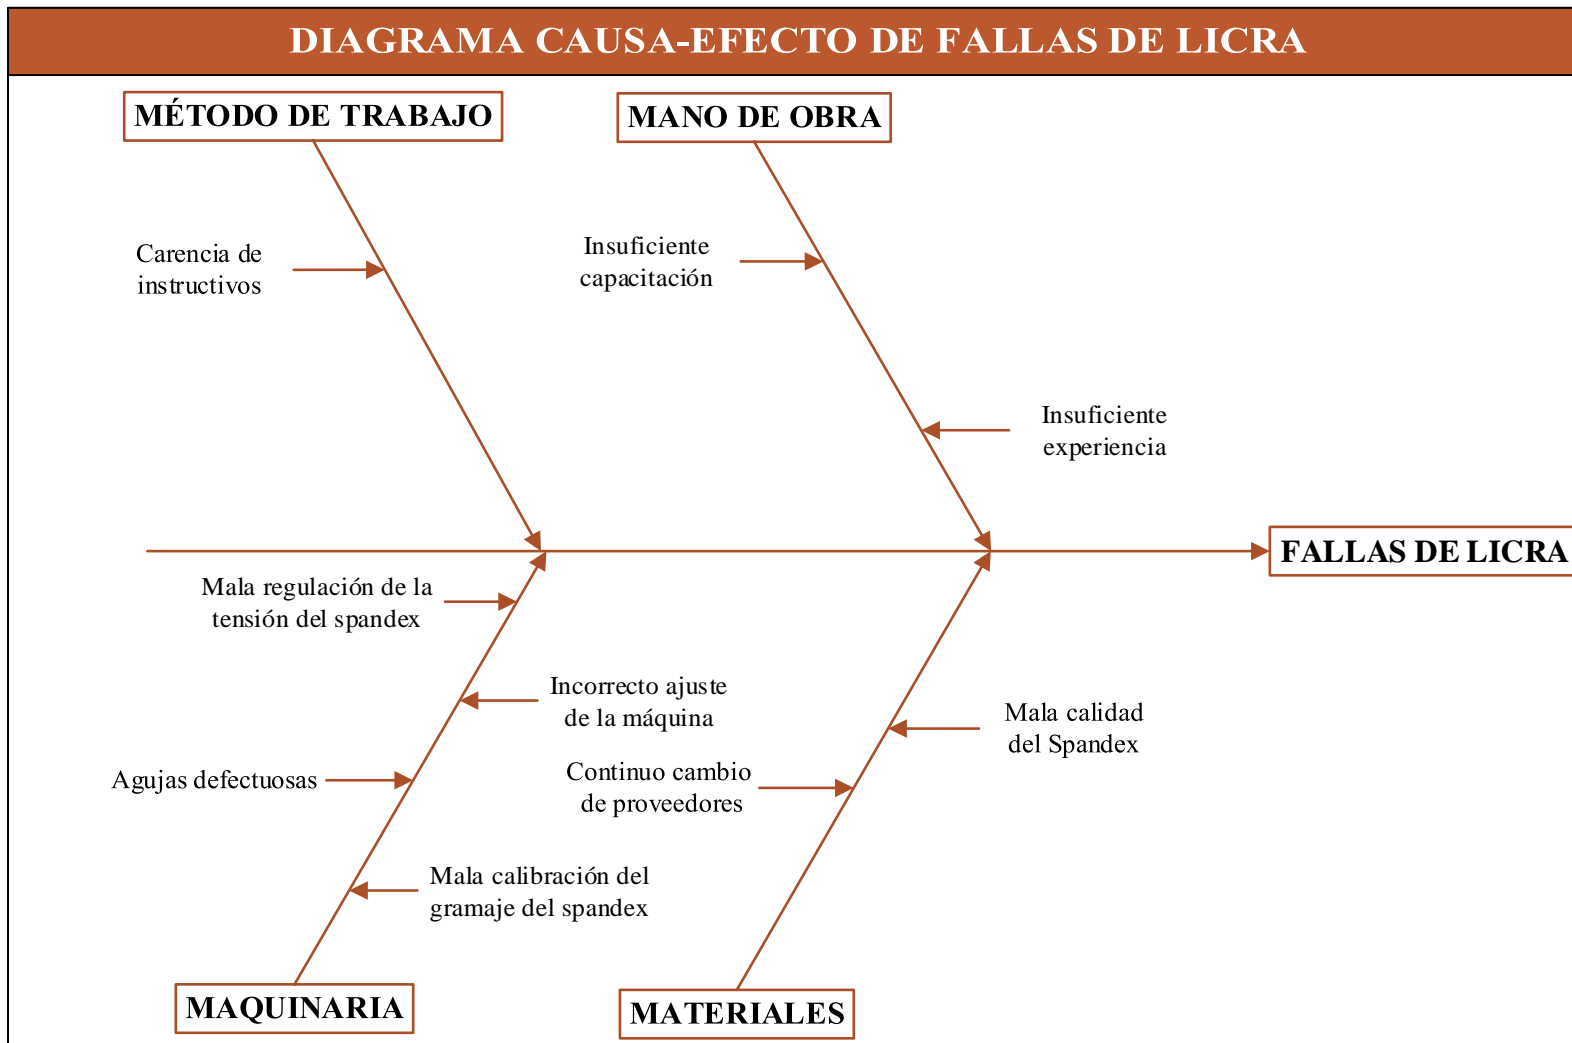 DIAGRAMA CAUSA-EFECTO DE FALLAS DE LICRA
MÉTODO DE TRABAJO
MANO DE OBRA
Carencia de
instructivos
Insuficiente
capacitación
Insuficiente
experiencia
FALLAS DE LICRA
Mala regulación de la
tensión del spandex
Incorrecto ajuste
de la máquina
Agujas defectuosas
Mala calibración del
gramaje del spandex
Mala calidad
del Spandex
Continuo cambio
de proveedores
MAQUINARIA
MATERIALES